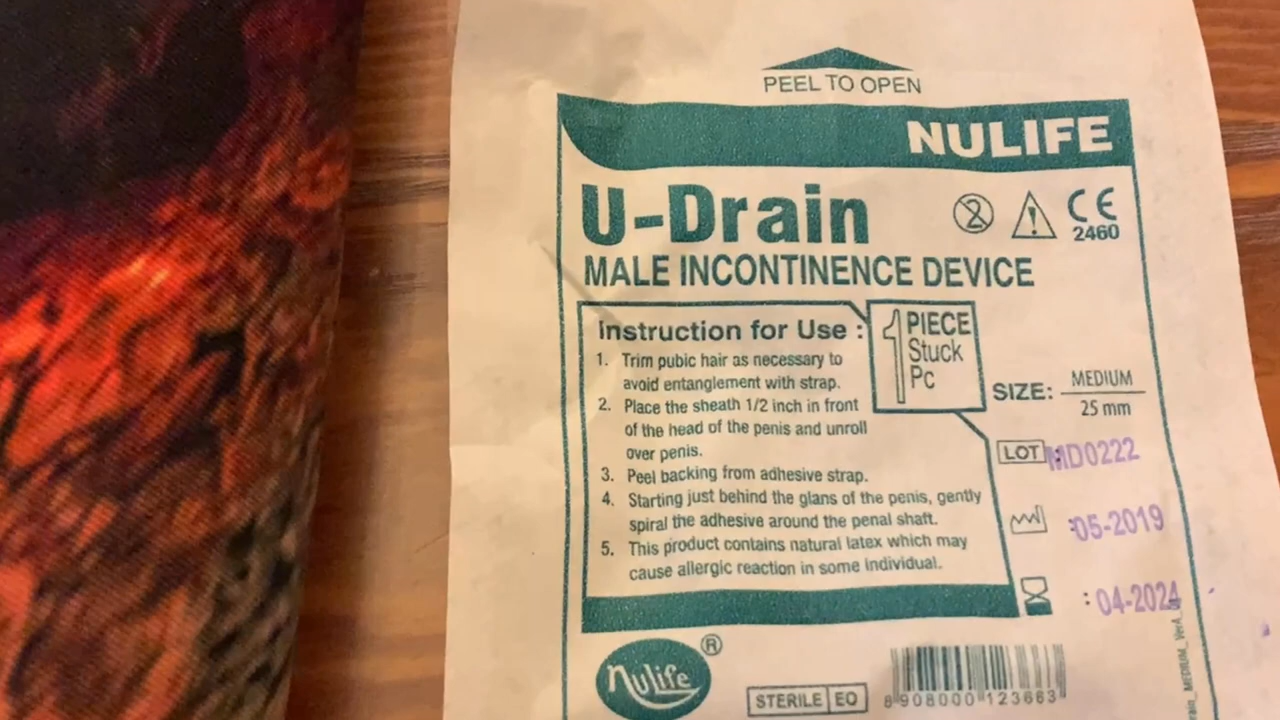 PEEL TO OPEN
NULIFE
U-Drain
2
CE
2460
MALE INCONTINENCE DEVICE
Instruction for Use :
1. Trim pubic hair as necessary to
avoid entanglement with strap.
2. Place the sheath 1/2 inch in front
of the head of the penis and unroll
over penis.
3. Peel backing from adhesive strap.
4. Starting just behind the glans of the penis, gently
spiral the adhesive around the penal shaft.
5. This product contains natural latex which may
cause allergic reaction in some individual.
1 PIECE
Stuck
Pc
SIZE: MEDIUM
25 mm
LOT MD0222
:05-2019
: 04-2024
Nulife ®
STERILE EO
8 908000 123663
MEDIUM_VerA